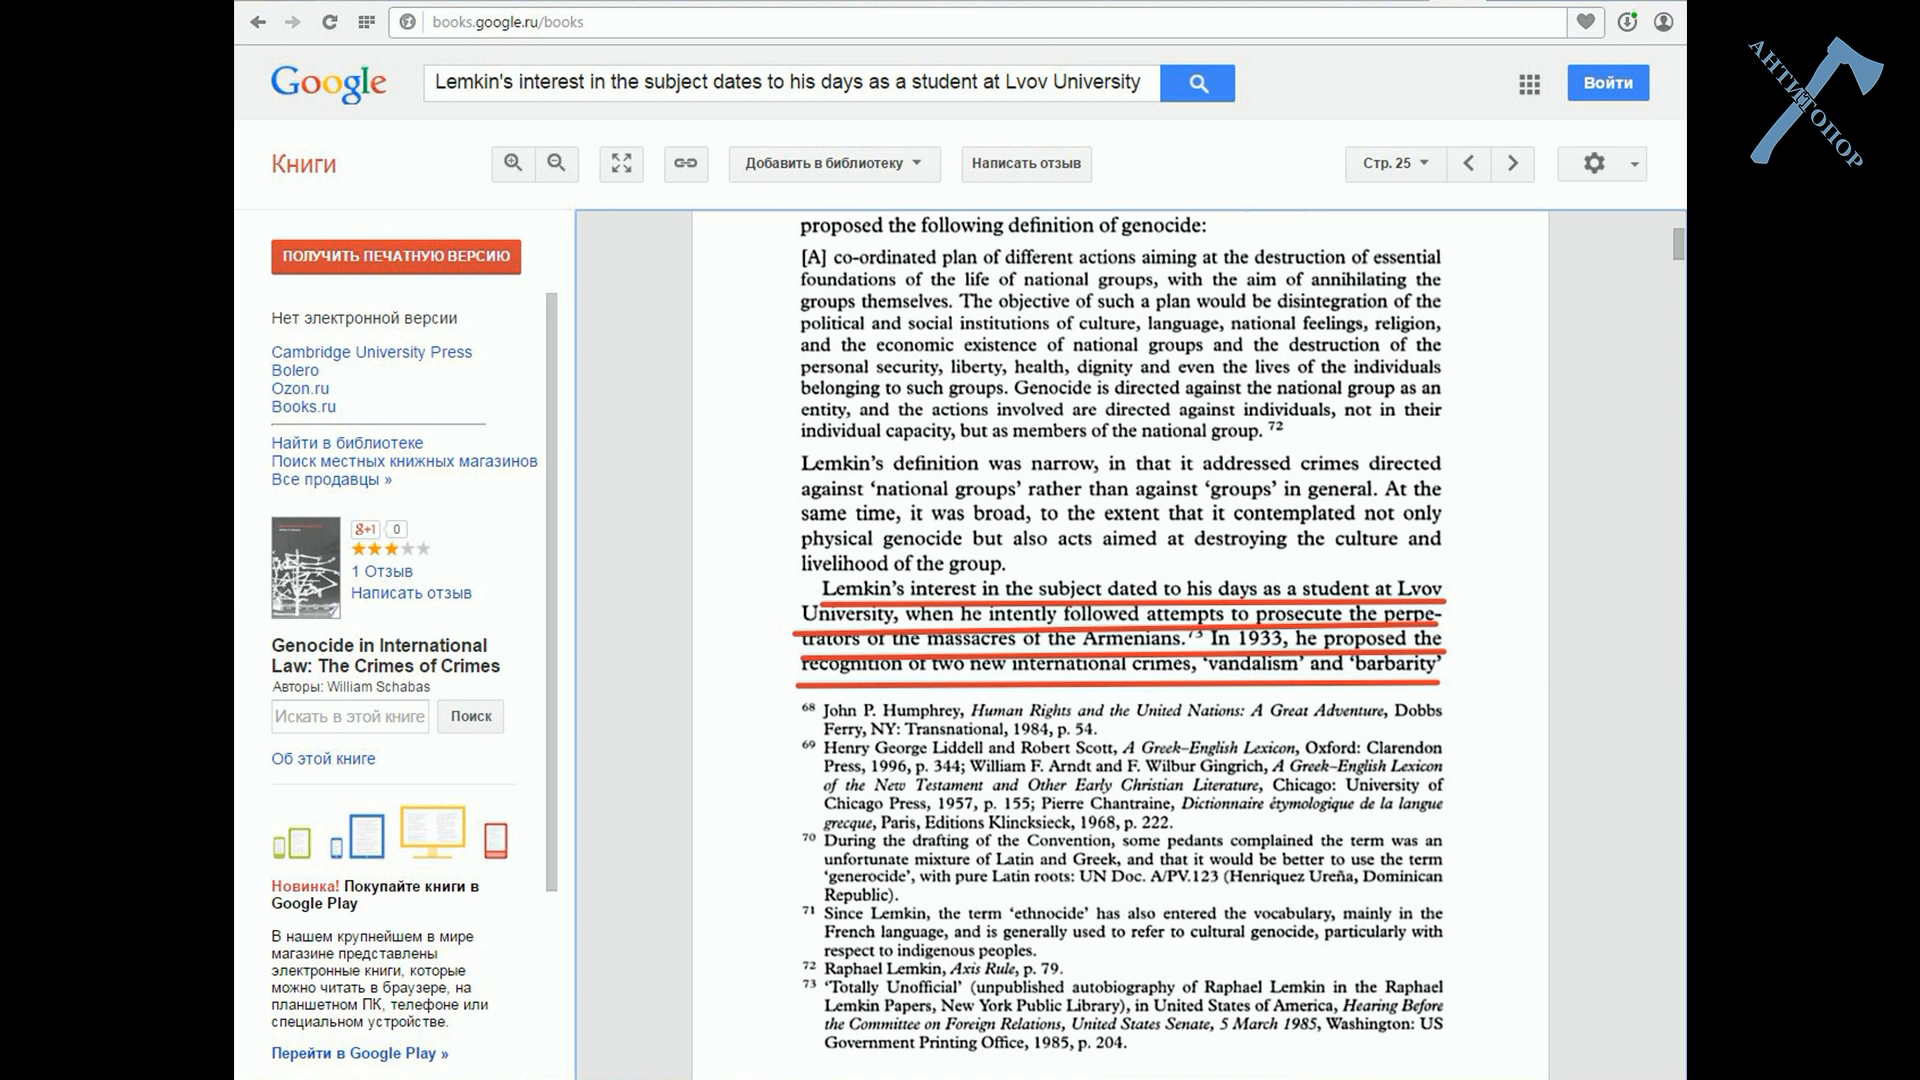 books.google.ru/books
Google
Lemkin's interest in the subject dates to his days as a student at Lvov University
Войти
АНТИТОПОР
Книги
Добавить в библиотеку
Написать отзыв
Стр. 25
ПОЛУЧИТЬ ПЕЧАТНУЮ ВЕРСИЮ
Нет электронной версии
Cambridge University Press
Bolero
Ozon.ru
Books.ru
Найти в библиотеке
Поиск местных книжных магазинов
Все продавцы »
g+1 0
1 Отзыв
Написать отзыв
Genocide in International
Law: The Crimes of Crimes
Авторы: William Schabas
Искать в этой книге
Поиск
Об этой книге
Новинка! Покупайте книги в
Google Play
В нашем крупнейшем в мире
магазине представлены
электронные книги, которые
можно читать в браузере, на
планшетном ПК, телефоне или
специальном устройстве.
Перейти в Google Play »
proposed the following definition of genocide:
[A] co-ordinated plan of different actions aiming at the destruction of essential
foundations of the life of national groups, with the aim of annihilating the
groups themselves. The objective of such a plan would be disintegration of the
political and social institutions of culture, language, national feelings, religion,
and the economic existence of national groups and the destruction of the
personal security, liberty, health, dignity and even the lives of the individuals
belonging to such groups. Genocide is directed against the national group as an
entity, and the actions involved are directed against individuals, not in their
individual capacity, but as members of the national group. 72
Lemkin’s definition was narrow, in that it addressed crimes directed
against ‘national groups’ rather than against ‘groups’ in general. At the
same time, it was broad, to the extent that it contemplated not only
physical genocide but also acts aimed at destroying the culture and
livelihood of the group.
Lemkin’s interest in the subject dated to his days as a student at Lvov
University, when he intently followed attempts to prosecute the perpe-
trators of the massacres of the Armenians.73 In 1933, he proposed the
recognition of two new international crimes, ‘vandalism’ and ‘barbarity’
68 John P. Humphrey, Human Rights and the United Nations: A Great Adventure, Dobbs
Ferry, NY: Transnational, 1984, p. 54.
69 Henry George Liddell and Robert Scott, A Greek–English Lexicon, Oxford: Clarendon
Press, 1996, p. 344; William F. Arndt and F. Wilbur Gingrich, A Greek–English Lexicon
of the New Testament and Other Early Christian Literature, Chicago: University of
Chicago Press, 1957, p. 155; Pierre Chantraine, Dictionnaire étymologique de la langue
grecque, Paris, Editions Klincksieck, 1968, p. 222.
70 During the drafting of the Convention, some pedants complained the term was an
unfortunate mixture of Latin and Greek, and that it would be better to use the term
‘generocide’, with pure Latin roots: UN Doc. A/PV.123 (Henriquez Ureña, Dominican
Republic).
71 Since Lemkin, the term ‘ethnocide’ has also entered the vocabulary, mainly in the
French language, and is generally used to refer to cultural genocide, particularly with
respect to indigenous peoples.
72 Raphael Lemkin, Axis Rule, p. 79.
73 ‘Totally Unofficial’ (unpublished autobiography of Raphael Lemkin in the Raphael
Lemkin Papers, New York Public Library), in United States of America, Hearing Before
the Committee on Foreign Relations, United States Senate, 5 March 1985, Washington: US
Government Printing Office, 1985, p. 204.